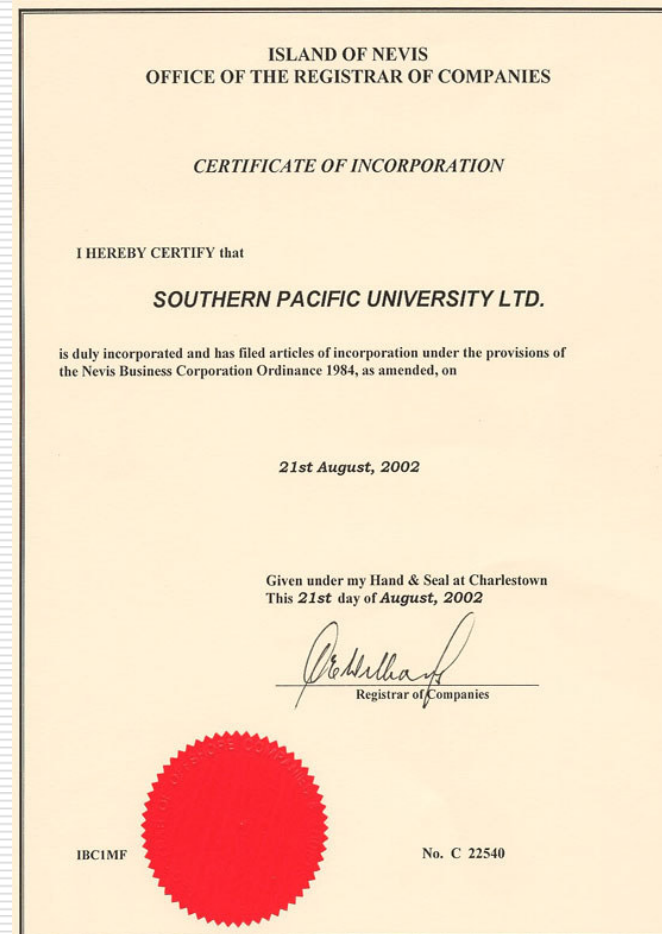 ISLAND OF NEVIS
OFFICE OF THE REGISTRAR OF COMPANIES
CERTIFICATE OF INCORPORATION
I HEREBY CERTIFY that
SOUTHERN PACIFIC UNIVERSITY LTD.
is duly incorporated and has filed articles of incorporation under the provisions of
the Nevis Business Corporation Ordinance 1984, as amended, on
21st August, 2002
Given under my Hand & Seal at Charlestown
This 21st day of August, 2002
Registrar of Companies
OFFSHORE COMPANIES
IBC1MF
No. C 22540